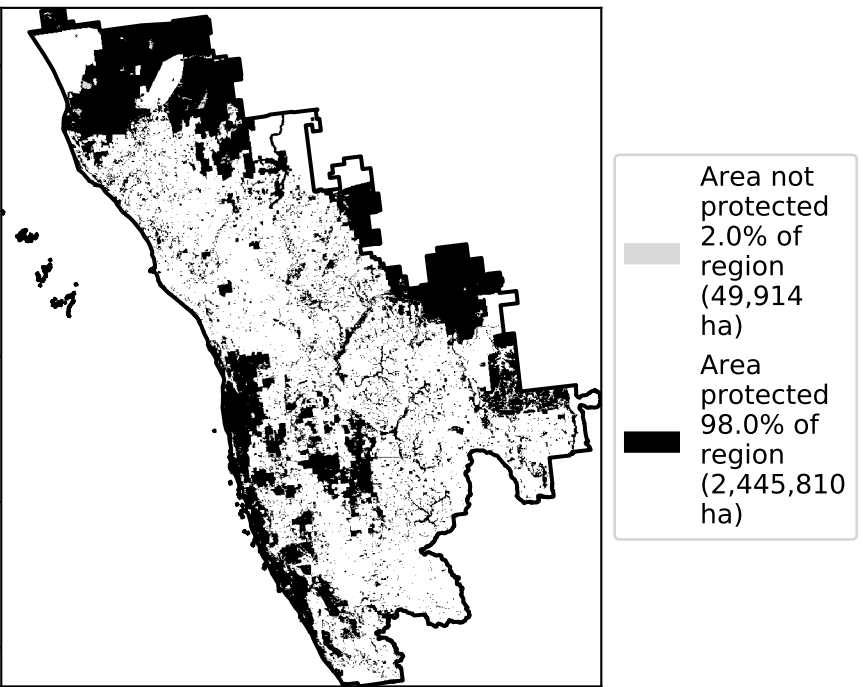 Area not
protected
2.0% of
region
(49,914
ha)
Area
protected
98.0% of
region
(2,445,810
ha)